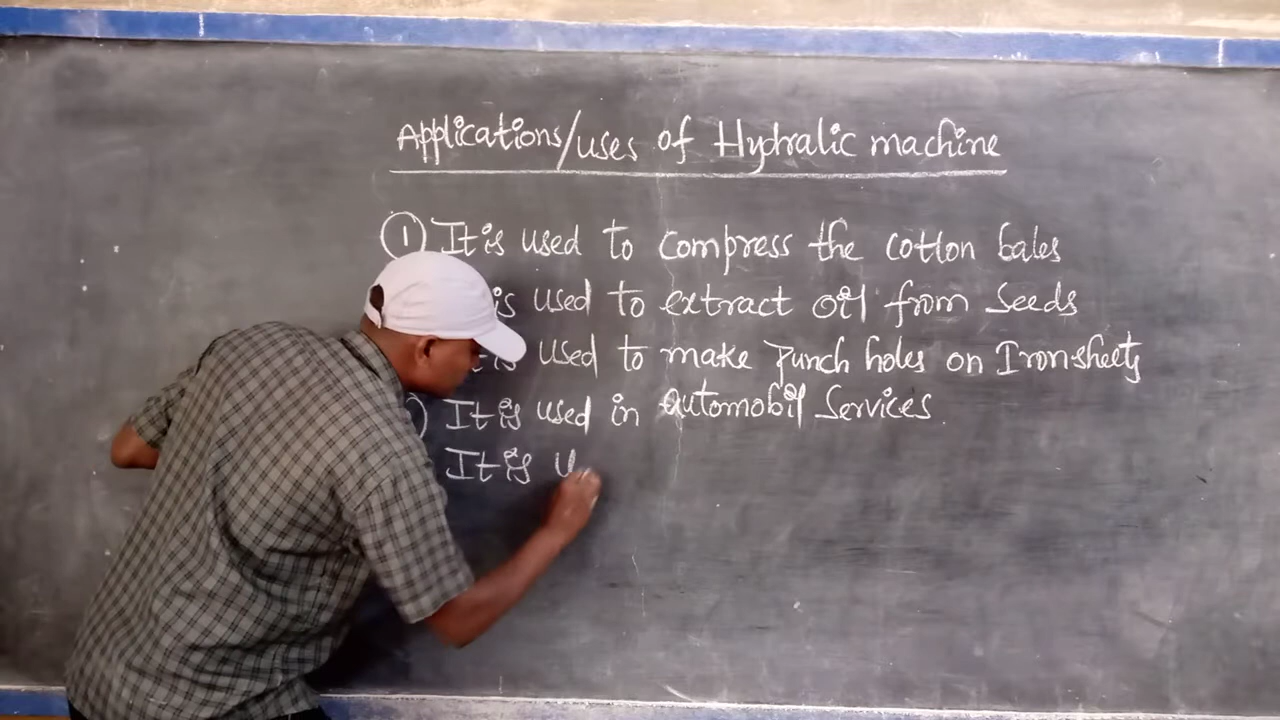 Applications/uses of Hydralic machine
① It is used to compress the cotton bales
is used to extract oil from Seeds
is used to make Punch holes on Ironsheets
It is used in automobil Services.
It is u